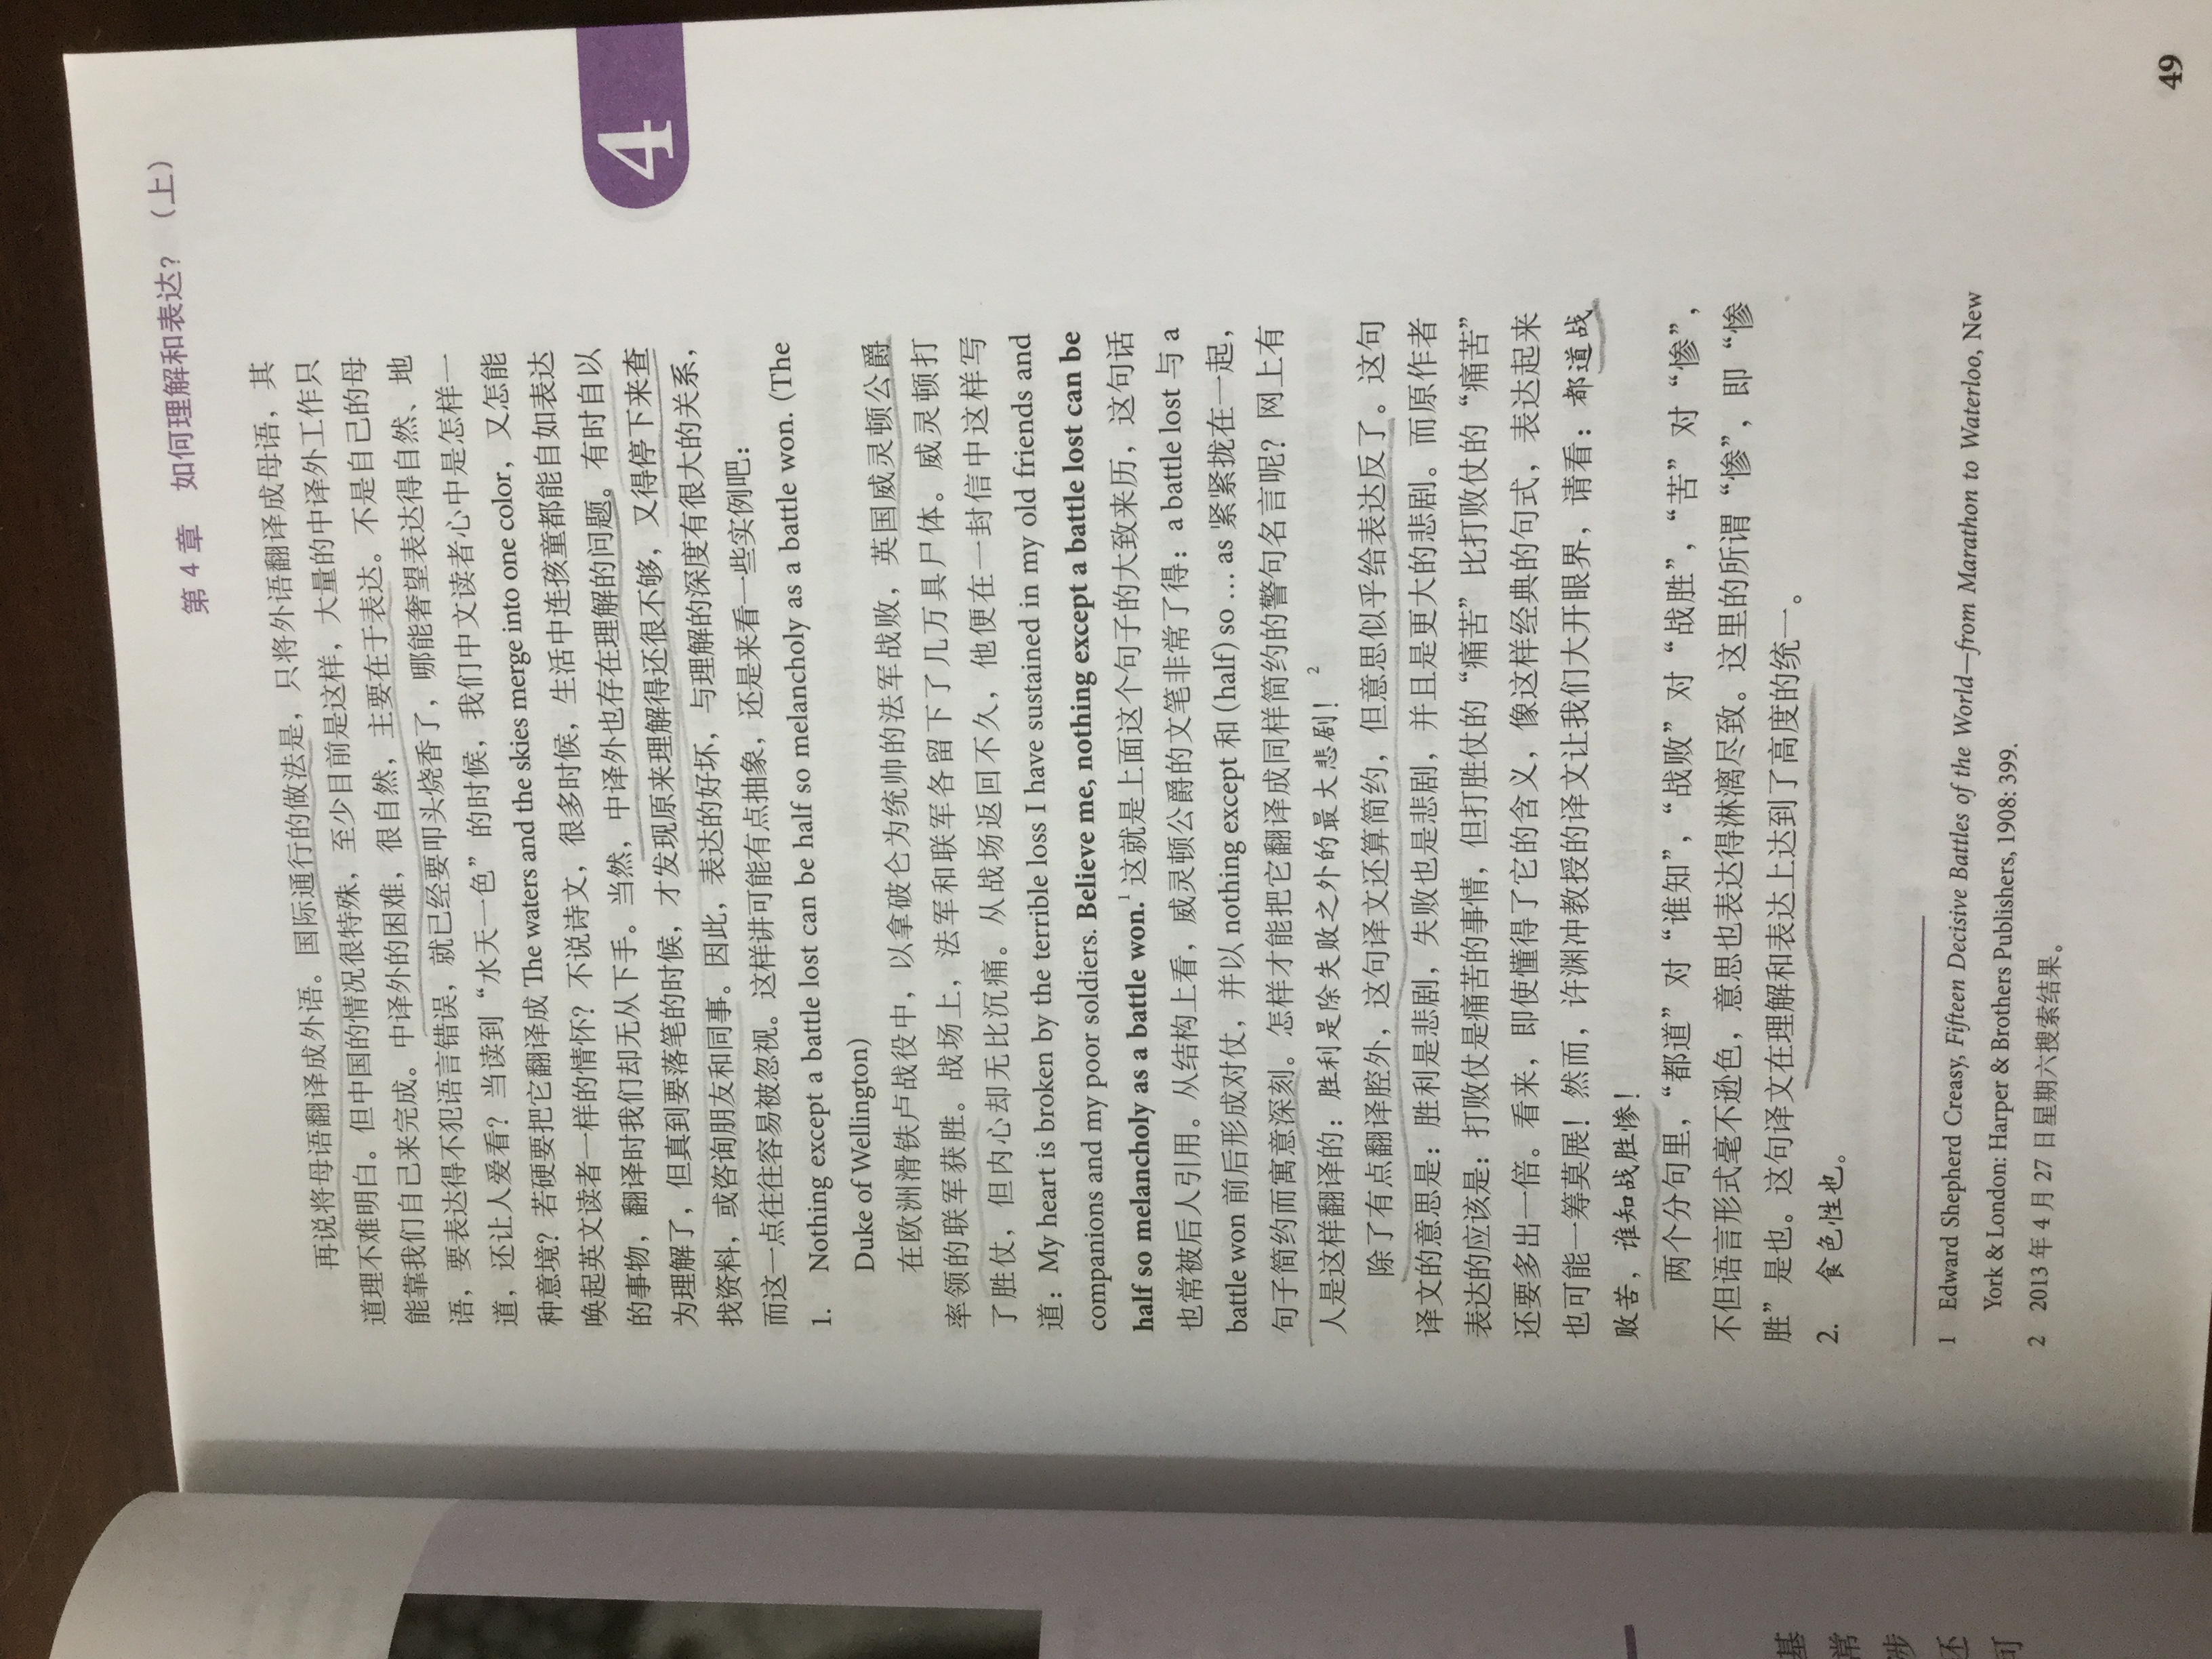 第 4 章 如何理解和表达？（上）
再说将母语翻译成外语。国际通行的做法是，只将外语翻译成母语，其
道理不难明白。但中国的情况很特殊，至少目前是这样，大量的中译外工作只
能靠我们自己来完成。中译外的困难，很自然，主要在于表达。不是自己的母
语，要表达得不犯语言错误，就已经要叩头烧香了，哪能奢望表达得自然、地
道，还让人爱看？当读到“水天一色”的时候，我们中文读者心中是怎样一
种意境？若硬要把它翻译成 The waters and the skies merge into one color，又怎能
唤起英文读者一样的情怀？不说诗文，很多时候，生活中连孩童都能自如表达
的事物，翻译时我们却无从下手。当然，中译外也存在理解的问题。有时自以
为理解了，但真到要落笔的时候，才发现原来理解得还很不够，又得停下来查
找资料，或咨询朋友和同事。因此，表达的好坏，与理解的深度有很大的关系，
而这一点往往容易被忽视。这样讲可能有点抽象，还是来看一些实例吧：
1. Nothing except a battle lost can be half so melancholy as a battle won. (The
Duke of Wellington)
在欧洲滑铁卢战役中，以拿破仑为统帅的法军战败，英国威灵顿公爵
率领的联军获胜。战场上，法军和联军各留下了几万具尸体。威灵顿打
了胜仗，但内心却无比沉痛。从战场返回不久，他便在一封信中这样写
道：My heart is broken by the terrible loss I have sustained in my old friends and
companions and my poor soldiers. Believe me, nothing except a battle lost can be
half so melancholy as a battle won.1 这就是上面这个句子的大致来历，这句话
也常被后人引用。从结构上看，威灵顿公爵的文笔非常了得：a battle lost 与 a
battle won 前后形成对仗，并以 nothing except 和 (half) so … as 紧紧拢在一起，
句子简约而寓意深刻。怎样才能把它翻译成同样简约的警句名言呢？网上有
人是这样翻译的：胜利是除失败之外的最大悲剧！ 2
除了有点翻译腔外，这句译文还算简约，但意思似乎给表达反了。这句
译文的意思是：胜利是悲剧，失败也是悲剧，并且是更大的悲剧。而原作者
表达的应该是：打败仗是痛苦的事情，但打胜仗的“痛苦”比打败仗的“痛苦”
还要多出一倍。看来，即使懂得了它的含义，像这样经典的句式，表达起来
也可能一筹莫展！然而，许渊冲教授的译文让我们大开眼界，请看：都道战
败苦，谁知战胜惨！
两个分句里，“都道”对“谁知”，“战败”对“战胜”，“苦”对“惨”，
不但语言形式毫不逊色，意思也表达得淋漓尽致。这里的所谓“惨”，即“惨
胜”是也。这句译文在理解和表达上达到了高度的统一。
2. 食色性也。
1 Edward Shepherd Creasy, Fifteen Decisive Battles of the World—from Marathon to Waterloo, New
York & London: Harper & Brothers Publishers, 1908: 399.
2 2013 年 4 月 27 日星期六搜索结果。
4
49
基
常
涉
还
可